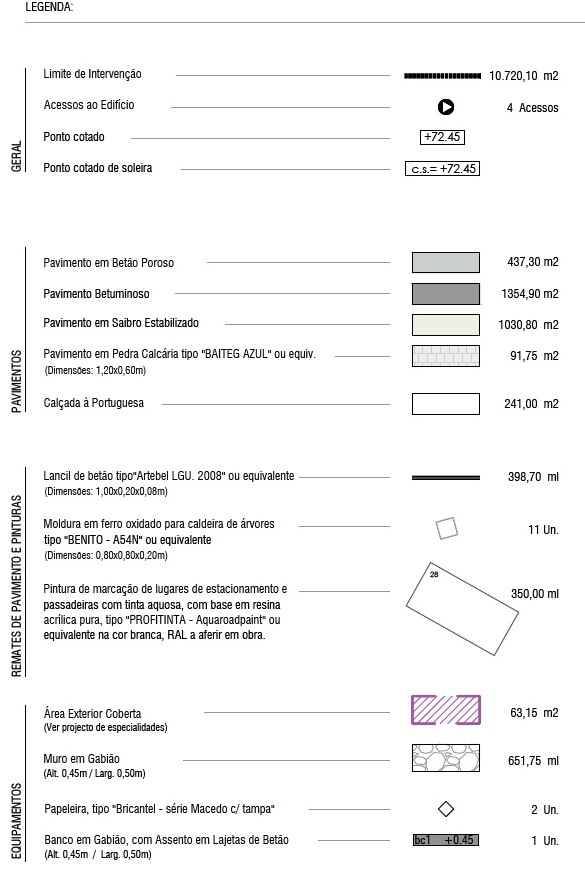 LEGENDA:
GERAL
Limite de Intervenção 10.720,10 m2
Acessos ao Edifício 4 Acessos
Ponto cotado +72.45
Ponto cotado de soleira c.s.= +72.45
PAVIMENTOS
Pavimento em Betão Poroso 437,30 m2
Pavimento Betuminoso 1354,90 m2
Pavimento em Saibro Estabilizado 1030,80 m2
Pavimento em Pedra Calcária tipo "BAITEG AZUL" ou equiv. 91,75 m2
(Dimensões: 1,20x0,60m)
Calçada à Portuguesa 241,00 m2
REMATES DE PAVIMENTO E PINTURAS
Lancil de betão tipo"Artebel LGU. 2008" ou equivalente 398,70 ml
(Dimensões: 1,00x0,20x0,08m)
Moldura em ferro oxidado para caldeira de árvores 11 Un.
tipo "BENITO - A54N" ou equivalente
(Dimensões: 0,80x0,80x0,20m)
28
Pintura de marcação de lugares de estacionamento e 350,00 ml
passadeiras com tinta aquosa, com base em resina
acrílica pura, tipo "PROFITINTA - Aquaroadpaint" ou
equivalente na cor branca, RAL a aferir em obra.
EQUIPAMENTOS
Área Exterior Coberta 63,15 m2
(Ver projecto de especialidades)
Muro em Gabião 651,75 ml
(Alt. 0,45m / Larg. 0,50m)
Papeleira, tipo "Bricantel - série Macedo c/ tampa" 2 Un.
Banco em Gabião, com Assento em Lajetas de Betão bc1 +0.45 1 Un.
(Alt. 0,45m / Larg. 0,50m)